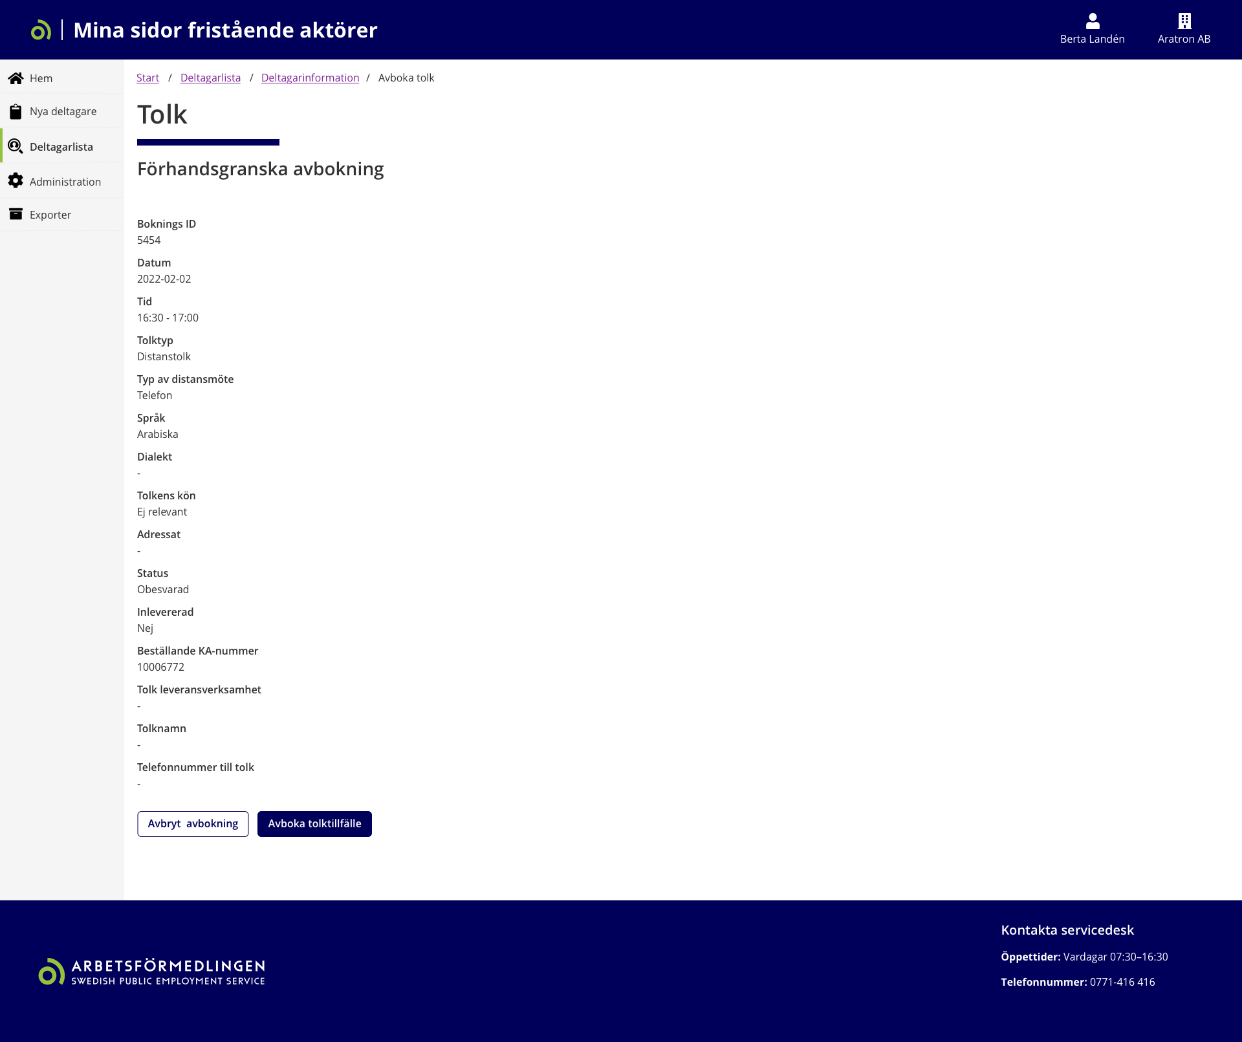 Mina sidor fristående aktörer
Berta Landén
Aratron AB
Hem
Nya deltagare
Deltagarlista
Administration
Exporter
Start / Deltagarlista / Deltagarinformation / Avboka tolk
Tolk
Förhandsgranska avbokning
Boknings ID
5454
Datum
2022-02-02
Tid
16:30 - 17:00
Tolktyp
Distanstolk
Typ av distansmöte
Telefon
Språk
Arabiska
Dialekt
-
Tolkens kön
Ej relevant
Adressat
-
Status
Obesvarad
Inlevererad
Nej
Beställande KA-nummer
10006772
Tolk leveransverksamhet
-
Tolknamn
-
Telefonnummer till tolk
-
Avbryt avbokning
Avboka tolktillfälle
ARBETSFÖRMEDLINGEN
SWEDISH PUBLIC EMPLOYMENT SERVICE
Kontakta servicedesk
Öppettider: Vardagar 07:30–16:30
Telefonnummer: 0771-416 416